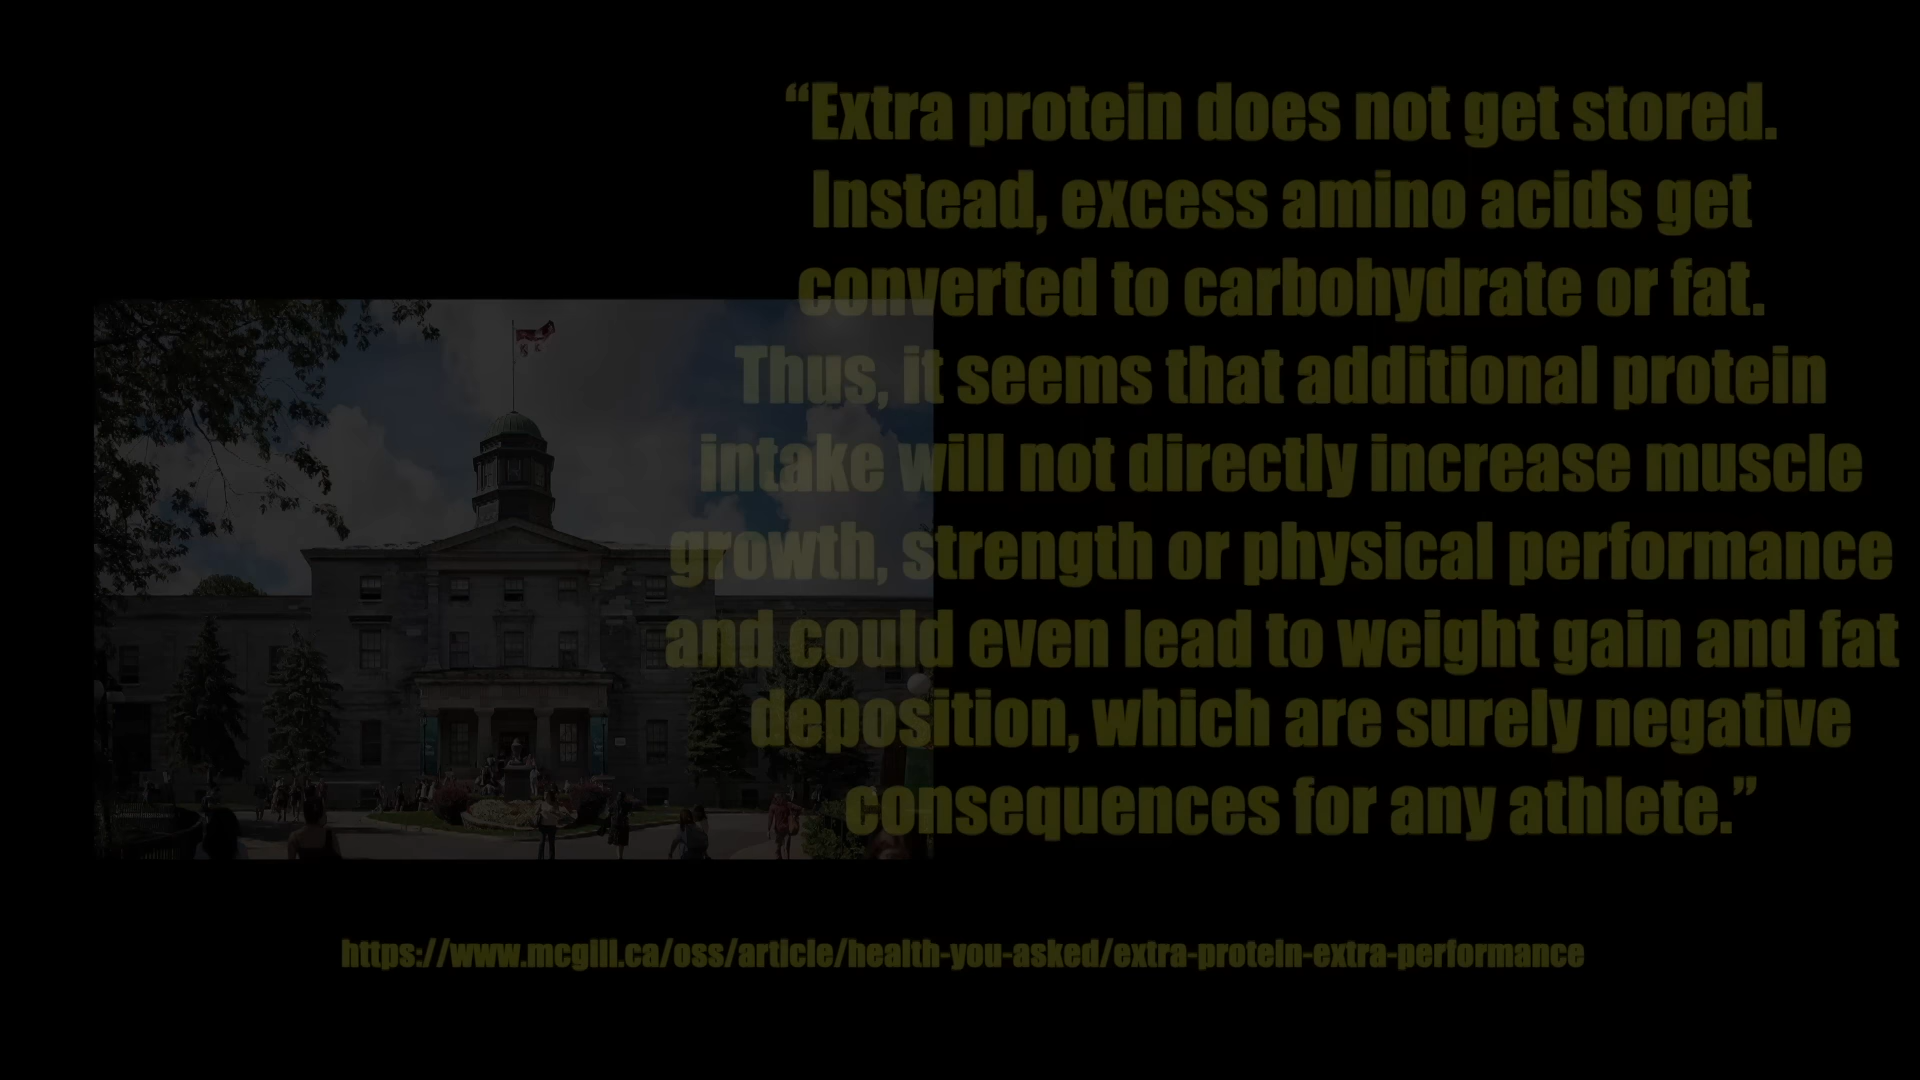 “Extra protein does not get stored.
Instead, excess amino acids get
converted to carbohydrate or fat.
Thus, it seems that additional protein
intake will not directly increase muscle
growth, strength or physical performance
and could even lead to weight gain and fat
deposition, which are surely negative
consequences for any athlete.”
https://www.mcgill.ca/oss/article/health-you-asked/extra-protein-extra-performance